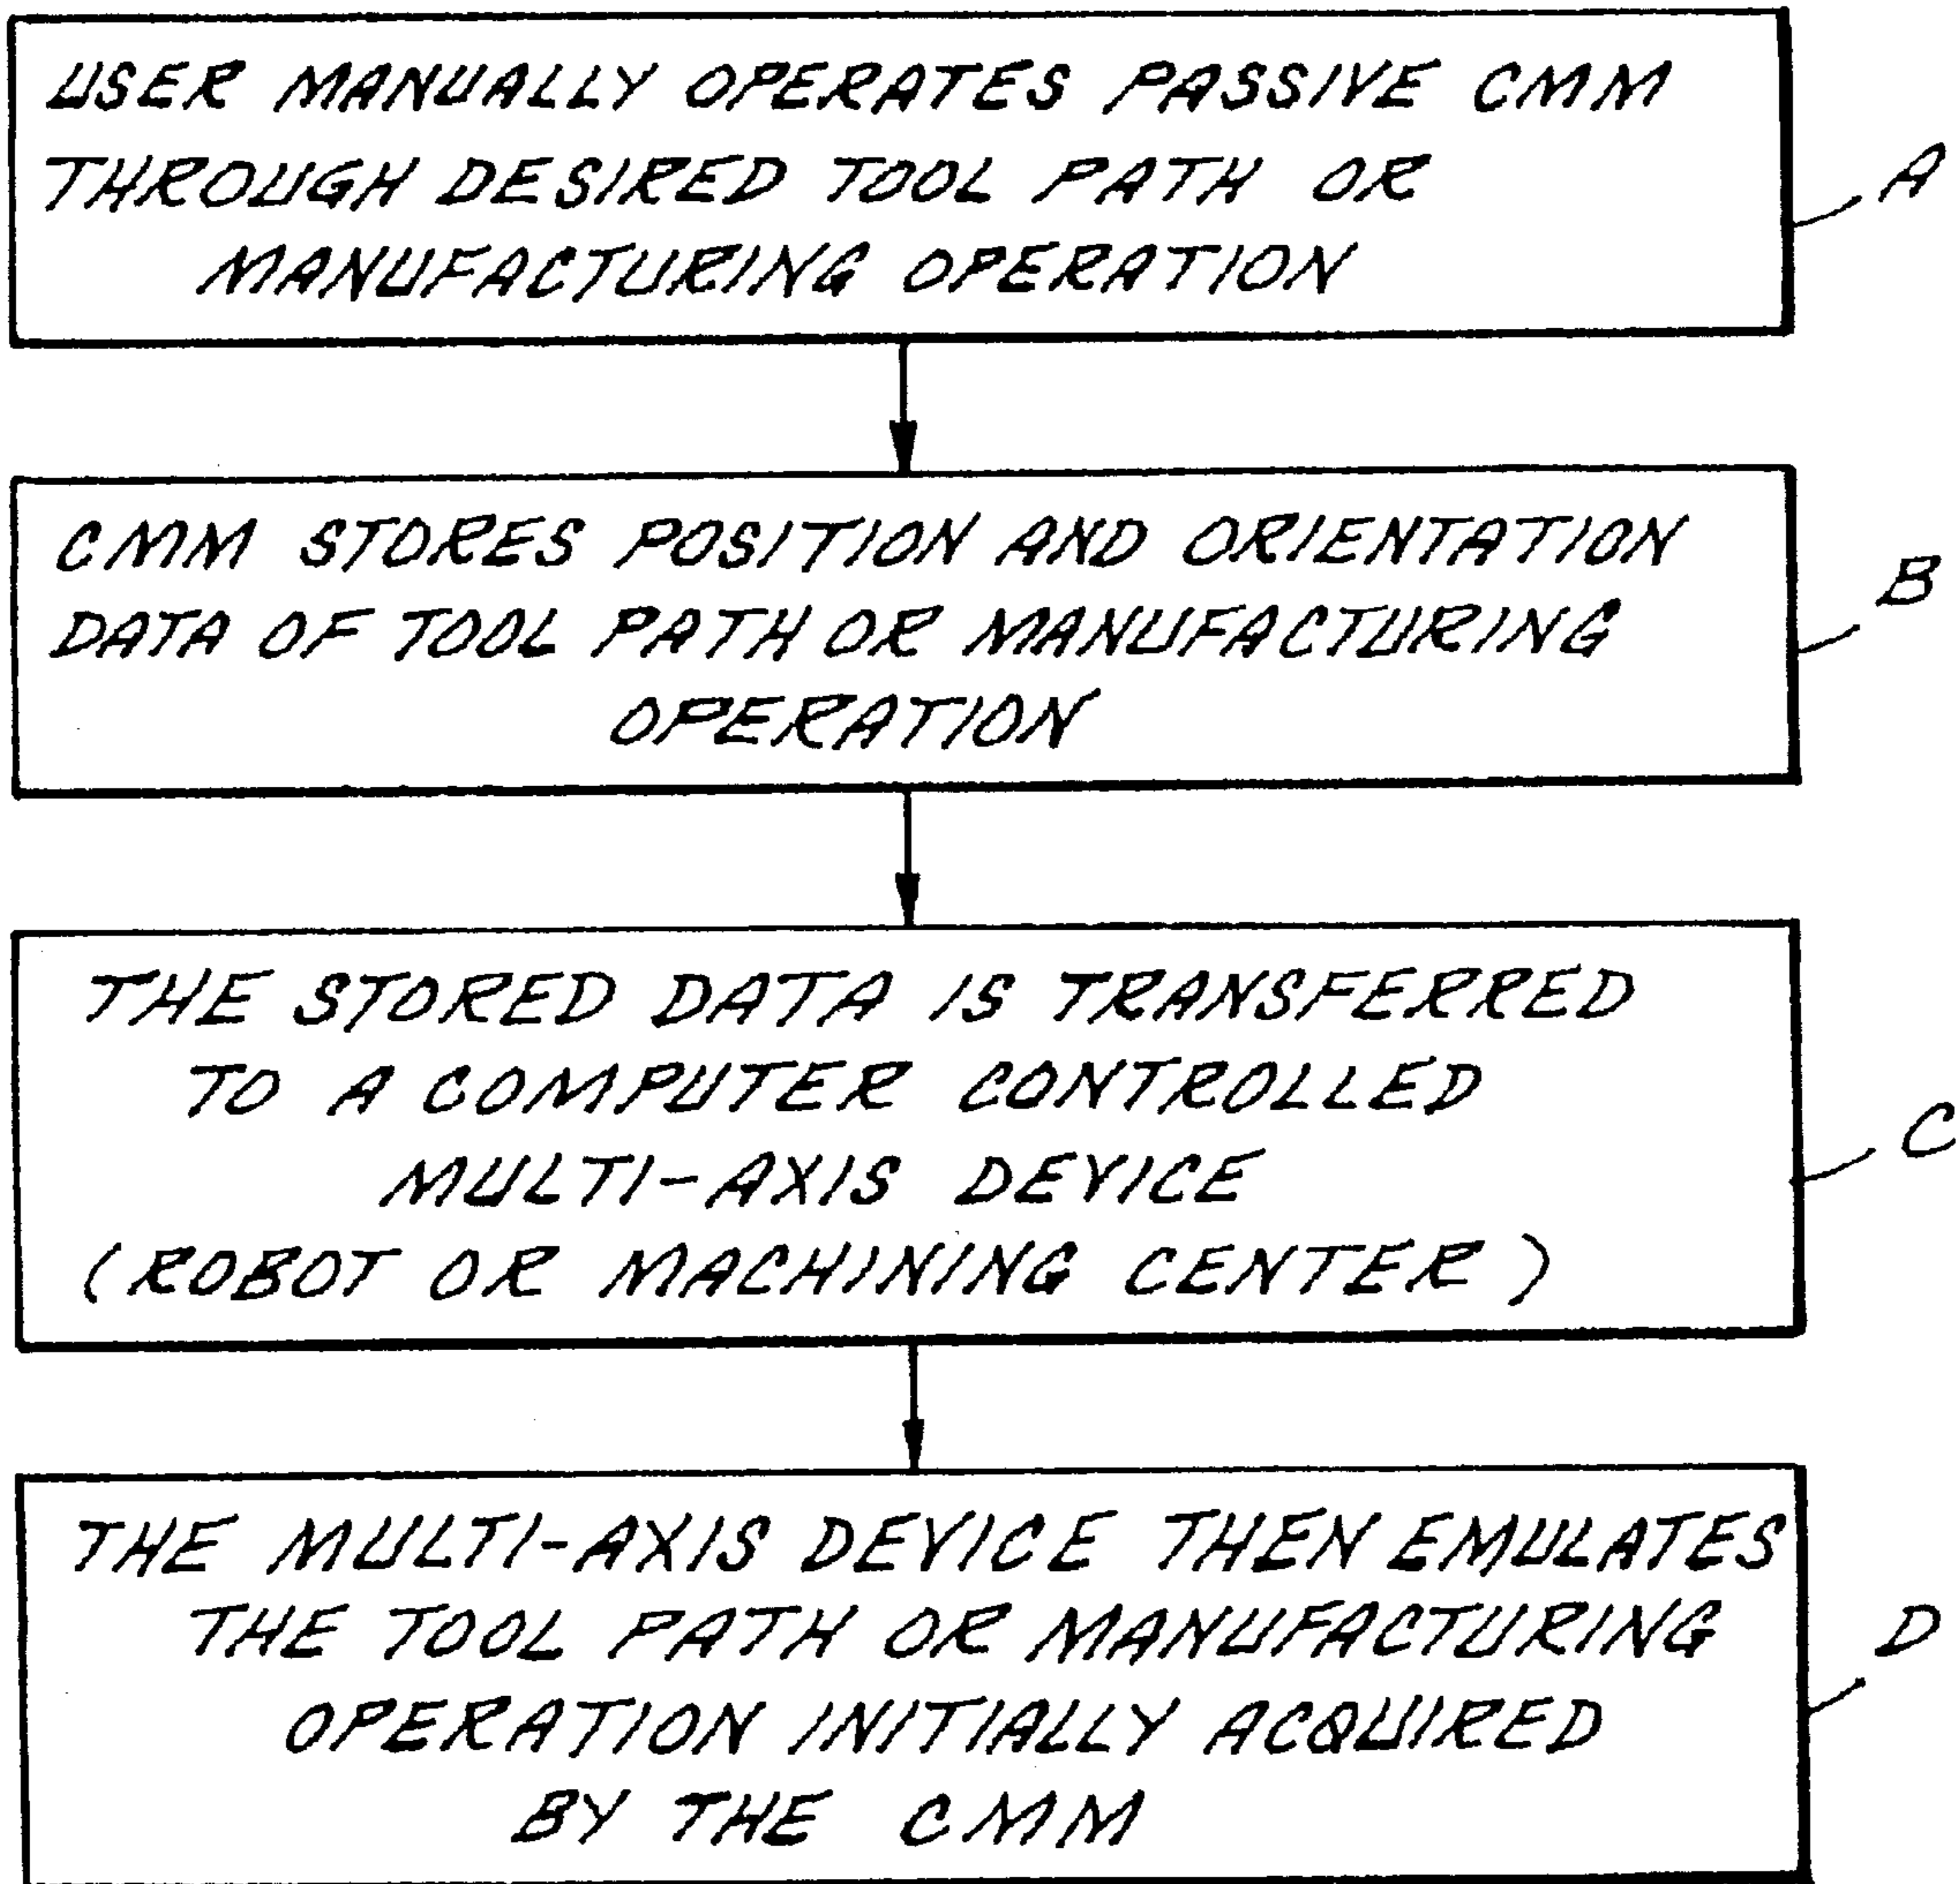 USER MANUALLY OPERATES PASSIVE CMM
THROUGH DESIRED TOOL PATH OR
MANUFACTURING OPERATION
A
CMM STORES POSITION AND ORIENTATION
DATA OF TOOL PATH OR MANUFACTURING
OPERATION
B
THE STORED DATA IS TRANSFERRED
TO A COMPUTER CONTROLLED
MULTI-AXIS DEVICE
(ROBOT OR MACHINING CENTER)
C
THE MULTI-AXIS DEVICE THEN EMULATES
THE TOOL PATH OR MANUFACTURING
OPERATION INITIALLY ACQUIRED
BY THE CMM
D